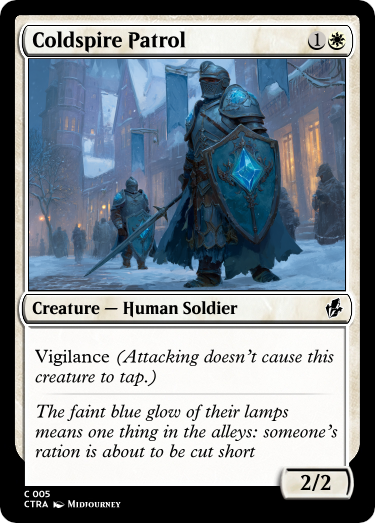 Coldspire Patrol 1
Creature — Human Soldier
Vigilance (Attacking doesn't cause this
creature to tap.)
The faint blue glow of their lamps
means one thing in the alleys: someone's
ration is about to be cut short
2/2
C 005
CTRA Midjourney